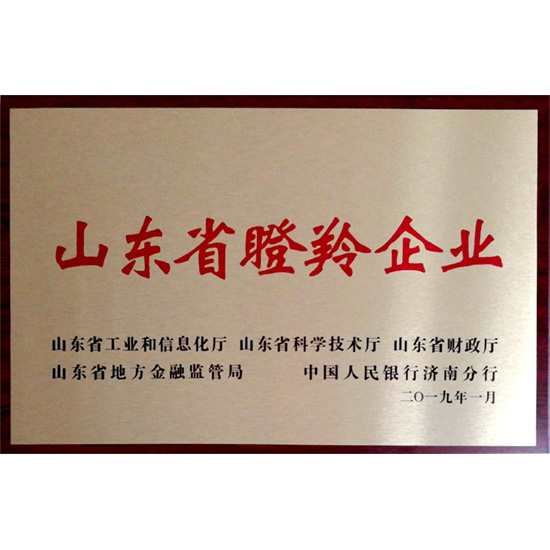 山东省瞪羚企业
山东省工业和信息化厅 山东省科学技术厅 山东省财政厅
山东省地方金融监管局 中国人民银行济南分行
二〇一九年一月